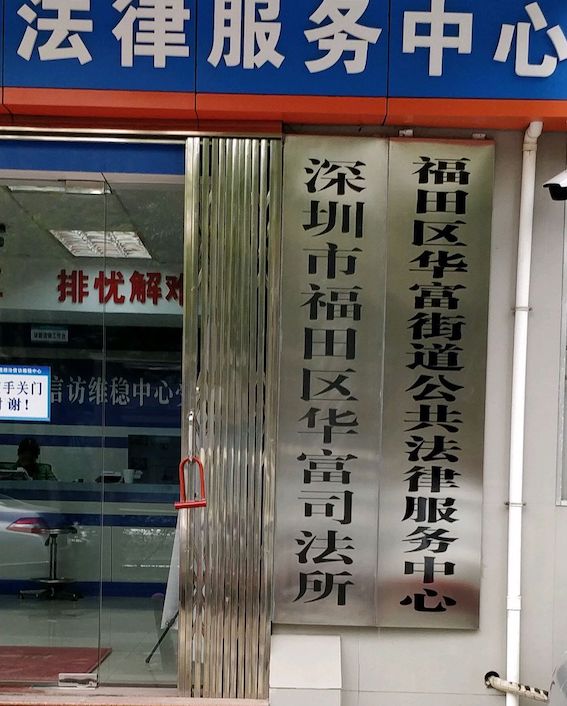 法律服务中心
深圳市福田区华富司法所
福田区华富街道公共法律服务中心
排忧解难
信访维稳中心
手关门
谢！